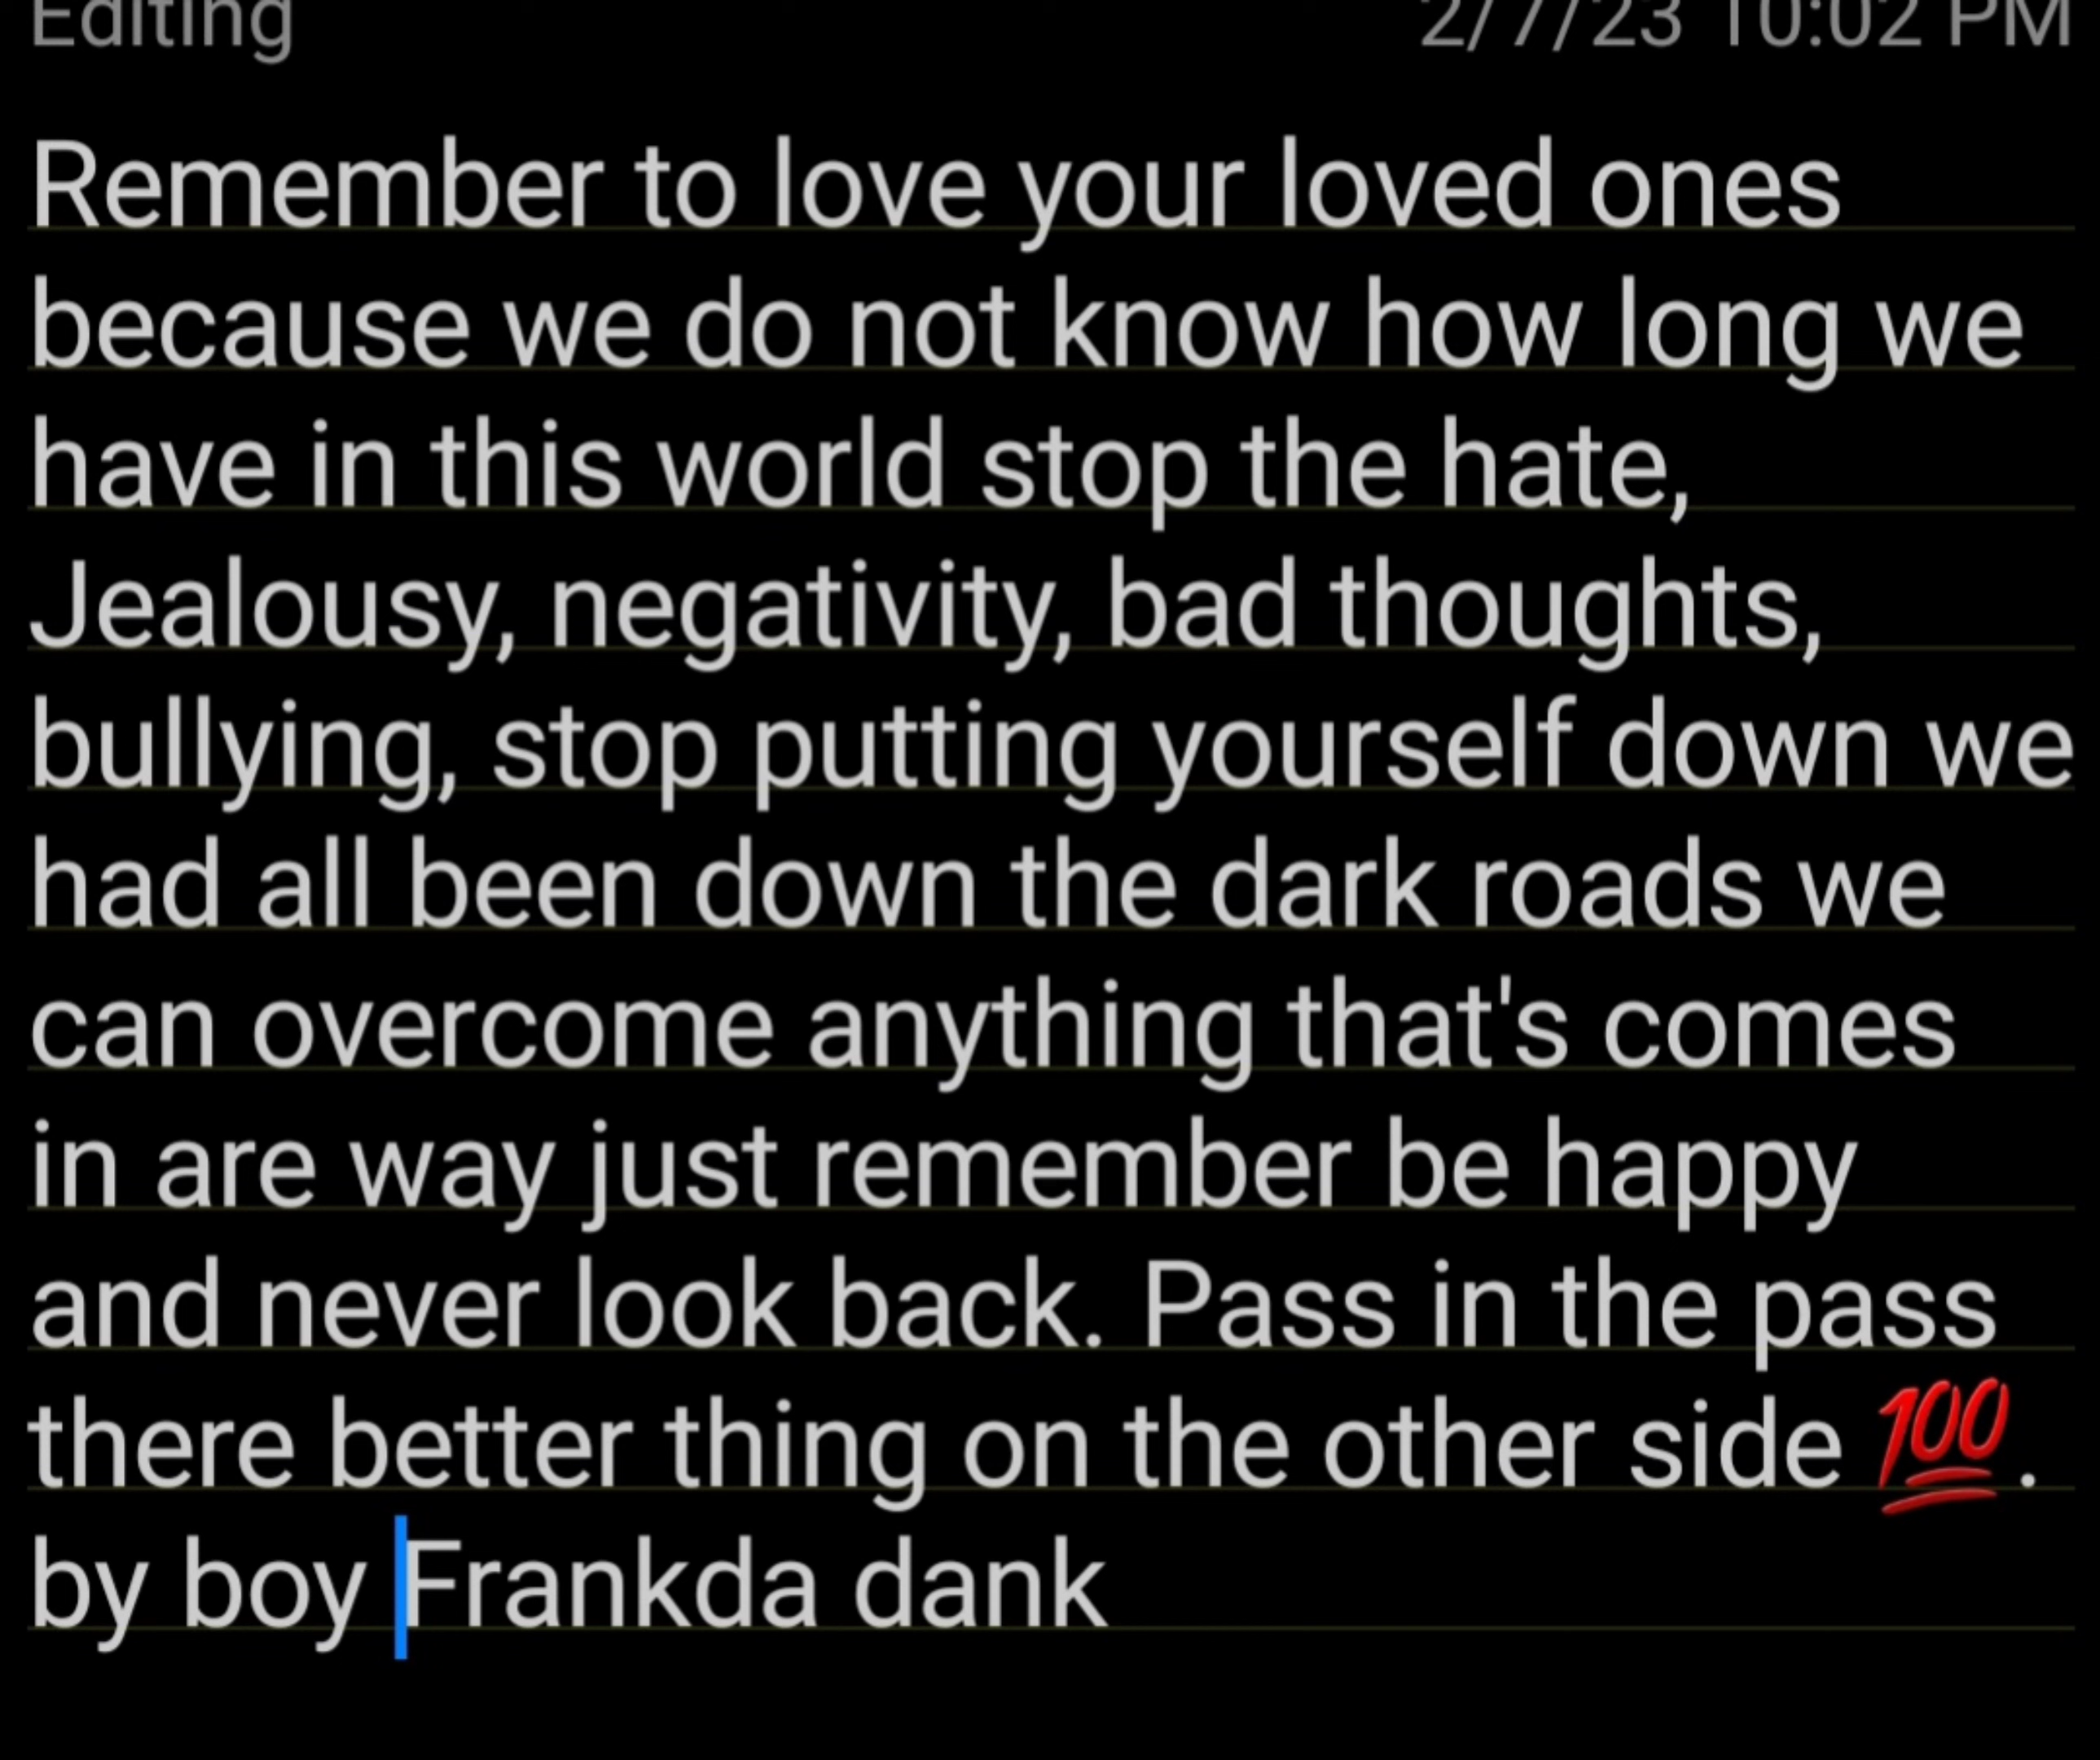 Editing 2/7/23 10:02 PM
Remember to love your loved ones
because we do not know how long we
have in this world stop the hate,
Jealousy, negativity, bad thoughts,
bullying, stop putting yourself down we
had all been down the dark roads we
can overcome anything that's comes
in are way just remember be happy
and never look back. Pass in the pass
there better thing on the other side 💯.
by boy Frankda dank